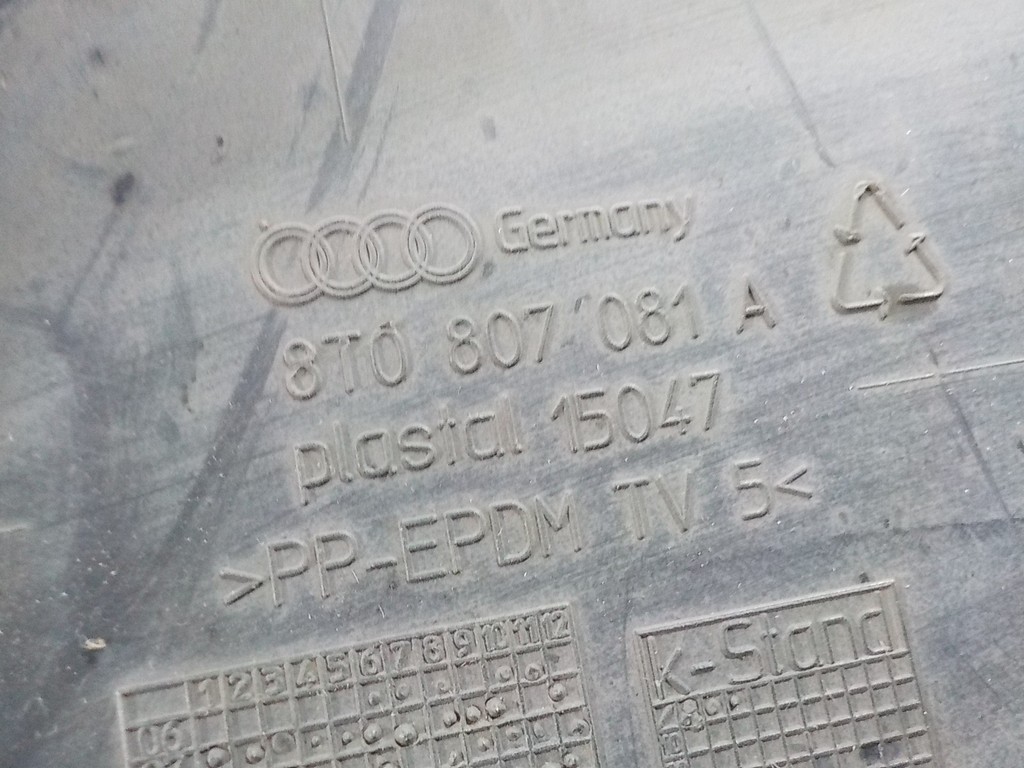 Germany
8T0 807 081 A
plastal 15047
>PP-EPDM TV 5<
1 2 3 4 5 6 7 8 9 10 11 12
06
K-Stand